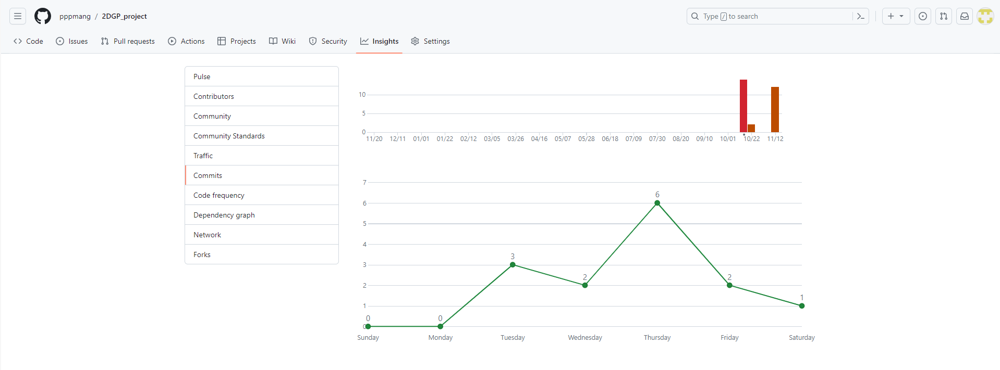 pppmang / 2DGP_project
Type / to search
Code Issues Pull requests Actions Projects Wiki Security Insights Settings
Pulse
Contributors
Community
Community Standards
Traffic
Commits
Code frequency
Dependency graph
Network
Forks
10
5
0
11/20 12/11 01/01 01/22 02/12 03/05 03/26 04/16 05/07 05/28 06/18 07/09 07/30 08/20 09/10 10/01 10/22 11/12
7
6
5
4
3
2
1
0
0 0 3 2 6 2 1
Sunday Monday Tuesday Wednesday Thursday Friday Saturday